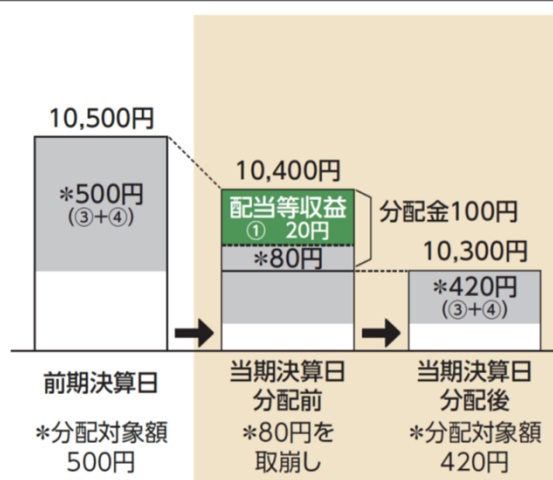 10,500円
*500円
(③+④)
10,400円
配当等収益
① 20円
*80円
分配金100円
10,300円
*420円
(③+④)
前期決算日
*分配対象額
500円
当期決算日
分配前
*80円を
取崩し
当期決算日
分配後
*分配対象額
420円